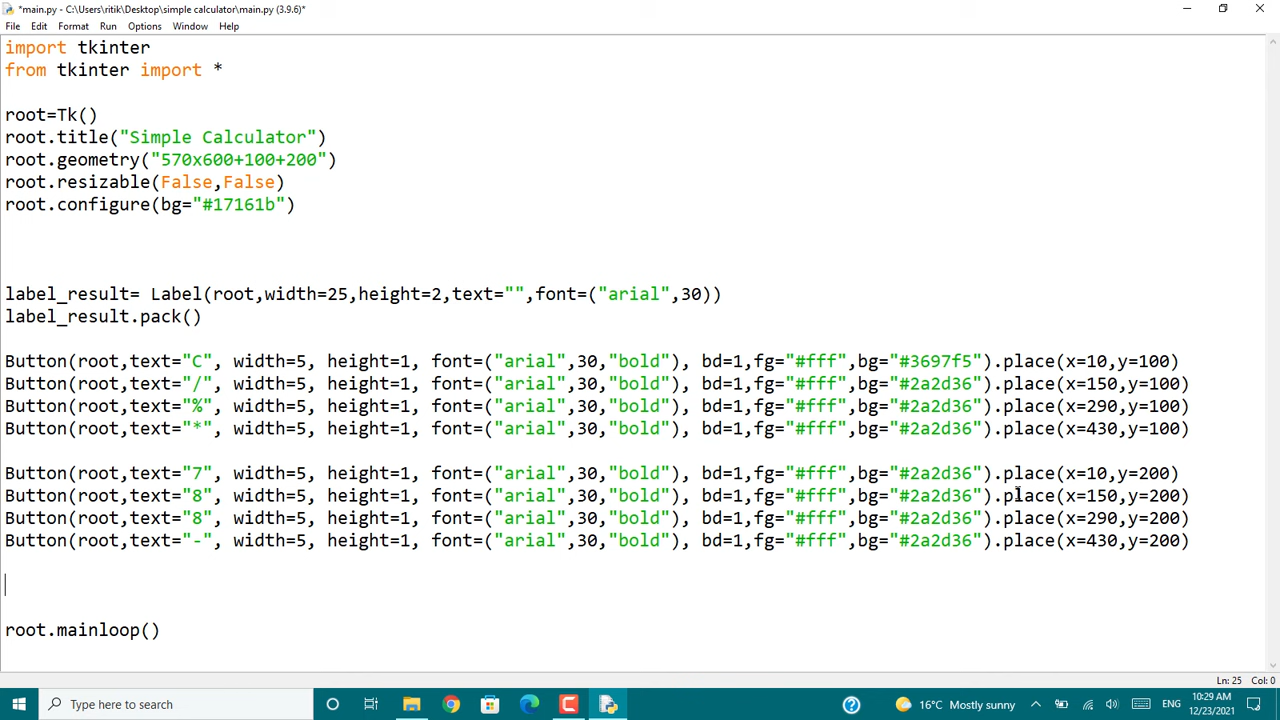 *main.py - C:\Users\ritik\Desktop\simple calculator\main.py (3.9.6)*
File Edit Format Run Options Window Help
import tkinter
from tkinter import *
root=Tk()
root.title("Simple Calculator")
root.geometry("570x600+100+200")
root.resizable(False,False)
root.configure(bg="#17161b")
label_result= Label(root,width=25,height=2,text="",font=("arial",30))
label_result.pack()
Button(root,text="C", width=5, height=1, font=("arial",30,"bold"), bd=1,fg="#fff",bg="#3697f5").place(x=10,y=100)
Button(root,text="/", width=5, height=1, font=("arial",30,"bold"), bd=1,fg="#fff",bg="#2a2d36").place(x=150,y=100)
Button(root,text="%", width=5, height=1, font=("arial",30,"bold"), bd=1,fg="#fff",bg="#2a2d36").place(x=290,y=100)
Button(root,text="*", width=5, height=1, font=("arial",30,"bold"), bd=1,fg="#fff",bg="#2a2d36").place(x=430,y=100)
Button(root,text="7", width=5, height=1, font=("arial",30,"bold"), bd=1,fg="#fff",bg="#2a2d36").place(x=10,y=200)
Button(root,text="8", width=5, height=1, font=("arial",30,"bold"), bd=1,fg="#fff",bg="#2a2d36").place(x=150,y=200)
Button(root,text="8", width=5, height=1, font=("arial",30,"bold"), bd=1,fg="#fff",bg="#2a2d36").place(x=290,y=200)
Button(root,text="-", width=5, height=1, font=("arial",30,"bold"), bd=1,fg="#fff",bg="#2a2d36").place(x=430,y=200)
root.mainloop()
Ln: 25 Col: 0
Type here to search
16°C Mostly sunny
ENG
10:29 AM
12/23/2021